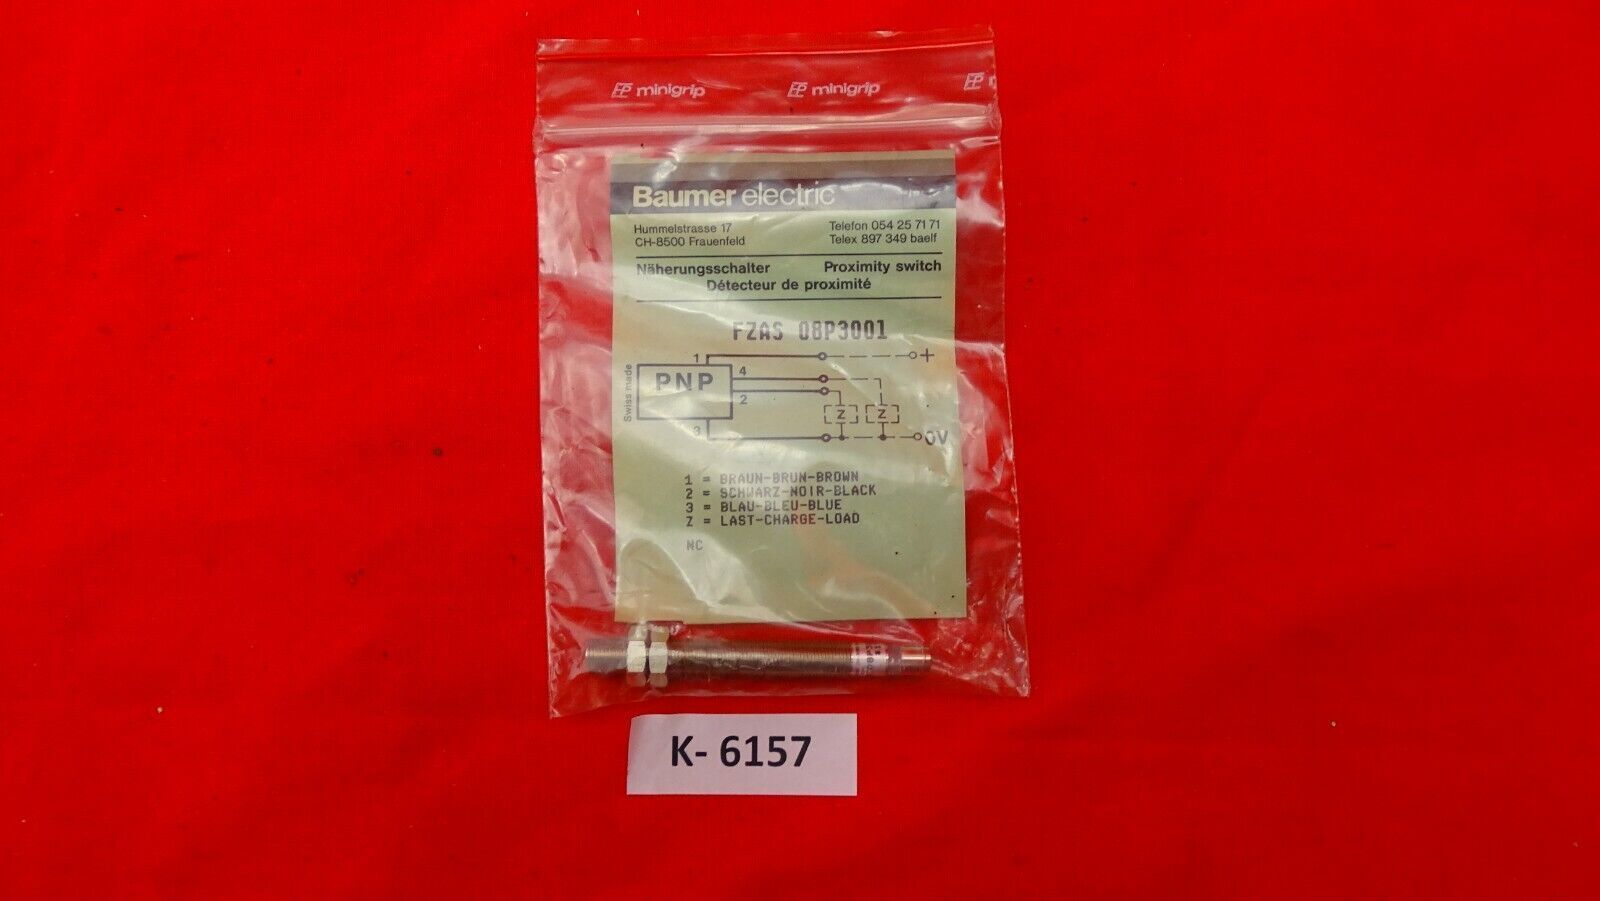 minigrip
minigrip
Baumer electric
Hummelstrasse 17
CH-8500 Frauenfeld
Telefon 054 25 71 71
Telex 897 349 baelf
Näherungsschalter Proximity switch
Détecteur de proximité
FZAS 08P3001
Swiss made
1
+
PNP
4
2
Z Z
3
0V
1 = BRAUN-BRUN-BROWN
2 = SCHWARZ-NOIR-BLACK
3 = BLAU-BLEU-BLUE
Z = LAST-CHARGE-LOAD
NC
K- 6157